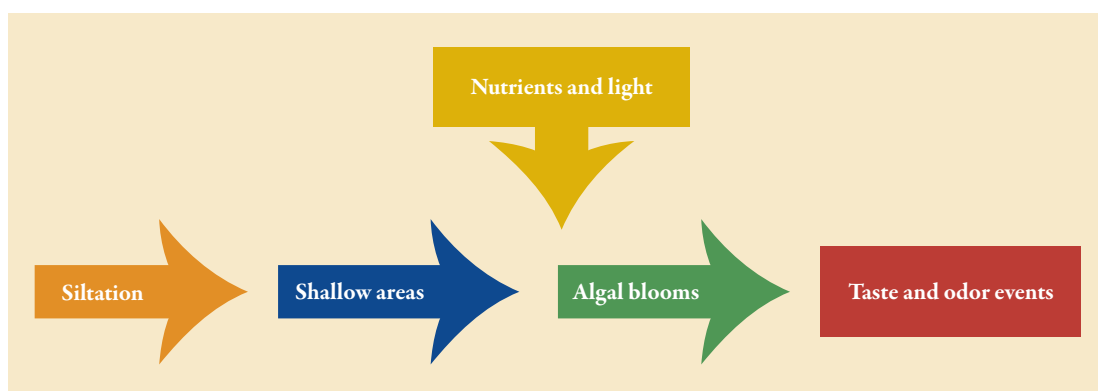 Nutrients and light
Siltation
Shallow areas
Algal blooms
Taste and odor events